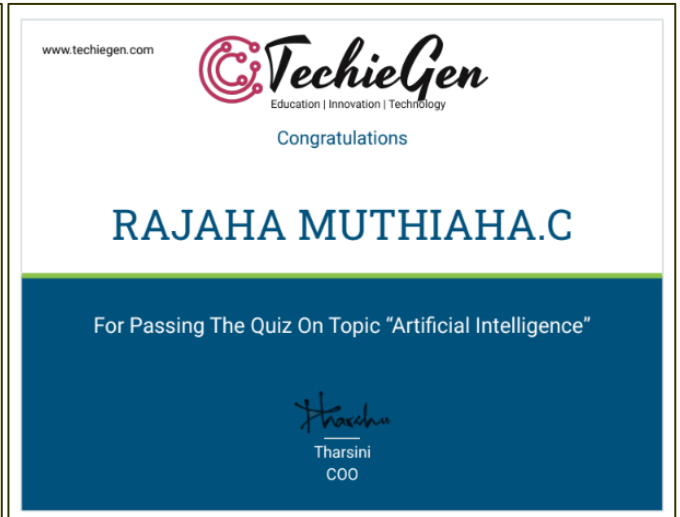 www.techiegen.com
TechieGen
Education | Innovation | Technology
Congratulations
RAJAHA MUTHIAHA.C
For Passing The Quiz On Topic “Artificial Intelligence”
Tharsini
COO